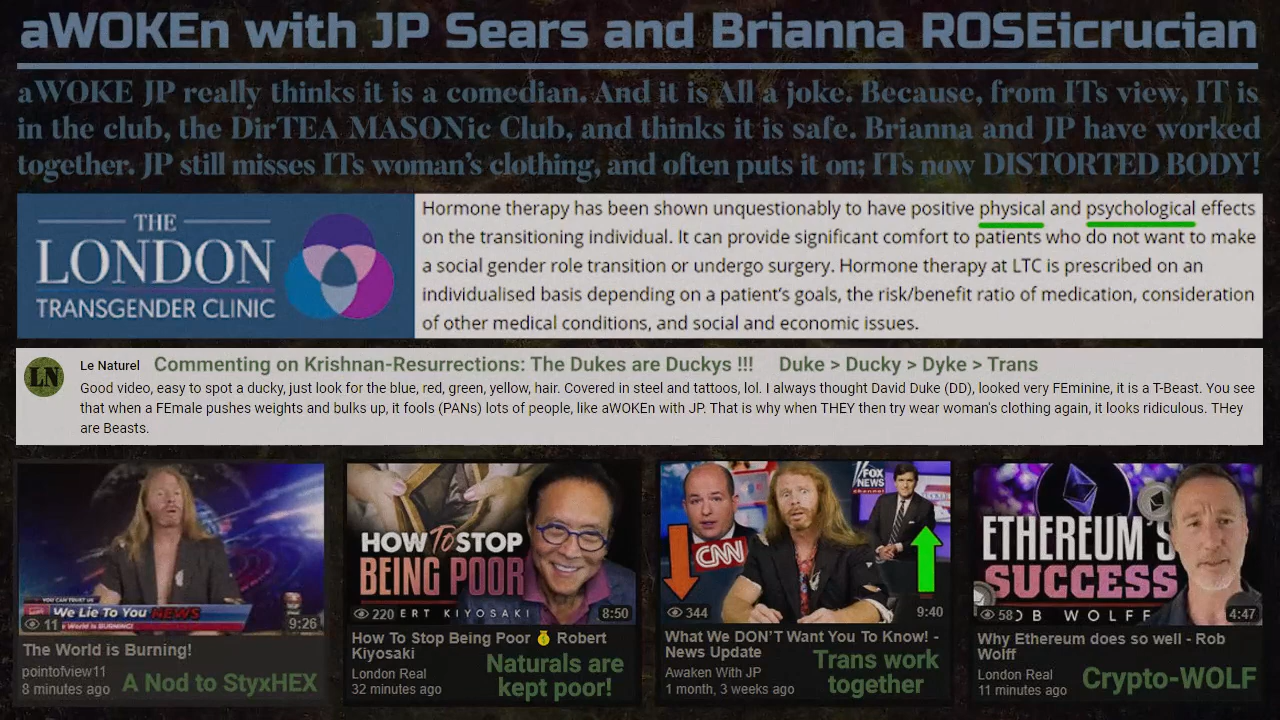 aWOKEn with JP Sears and Brianna ROSEicrucian
aWOKE JP really thinks it is a comedian. And it is All a joke. Because, from ITs view, IT is
in the club, the DirTEA MASONic Club, and thinks it is safe. Brianna and JP have worked
together. JP still misses ITs woman's clothing, and often puts it on; ITs now DISTORTED BODY!
THE
LONDON
TRANSGENDER CLINIC
Hormone therapy has been shown unquestionably to have positive physical and psychological effects
on the transitioning individual. It can provide significant comfort to patients who do not want to make
a social gender role transition or undergo surgery. Hormone therapy at LTC is prescribed on an
individualised basis depending on a patient's goals, the risk/benefit ratio of medication, consideration
of other medical conditions, and social and economic issues.
LN
Le Naturel Commenting on Krishnan-Resurrections: The Dukes are Duckys !!! Duke > Ducky > Dyke > Trans
Good video, easy to spot a ducky, just look for the blue, red, green, yellow, hair. Covered in steel and tattoos, lol. I always thought David Duke (DD), looked very FEminine, it is a T-Beast. You see
that when a FEmale pushes weights and bulks up, it fools (PANs) lots of people, like aWOKEn with JP. That is why when THEY then try wear woman's clothing again, it looks ridiculous. THey
are Beasts.
YOU CAN TRUST US
We Lie To You NEWS
World is BURNING!
11
9:26
The World is Burning!
pointofview11
8 minutes ago
A Nod to StyxHEX
HOW To STOP
BEING POOR
ERT KIYOSAKI
220
8:50
How To Stop Being Poor 💰 Robert
Kiyosaki
London Real
32 minutes ago
Naturals are
kept poor!
FOX
NEWS
channel
CNN
344
9:40
What We DON'T Want You To Know! -
News Update
Awaken With JP
1 month, 3 weeks ago
Trans work
together
ETHEREUM'S
SUCCESS
B WOLFF
58
4:47
Why Ethereum does so well - Rob
Wolff
London Real
11 minutes ago
Crypto-WOLF